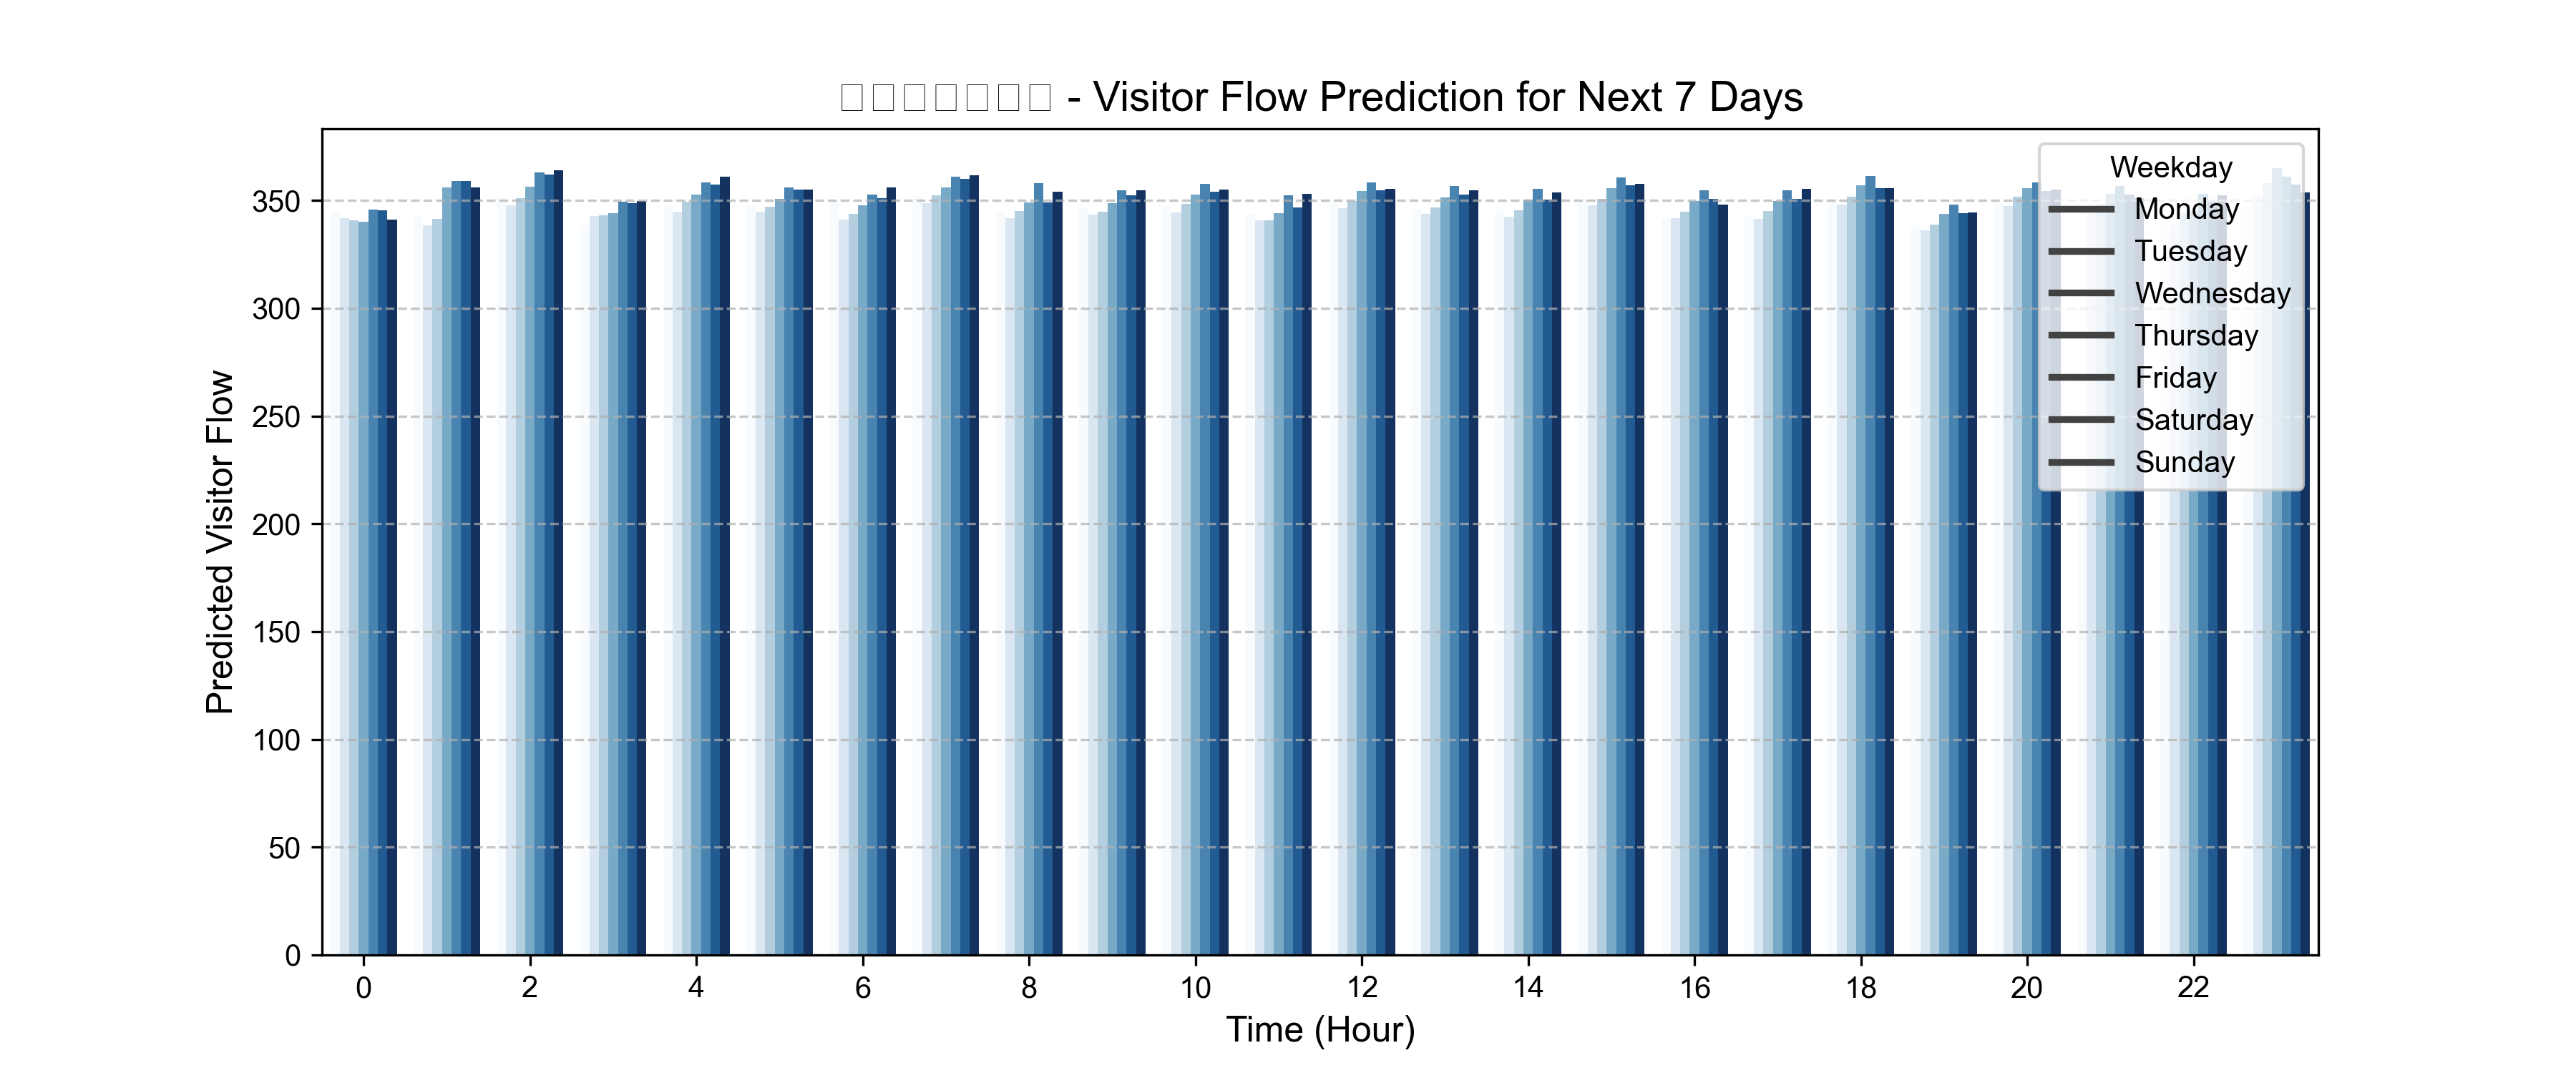 - Visitor Flow Prediction for Next 7 Days
Predicted Visitor Flow
350
300
250
200
150
100
50
0
0 2 4 6 8 10 12 14 16 18 20 22
Time (Hour)
Weekday
Monday
Tuesday
Wednesday
Thursday
Friday
Saturday
Sunday